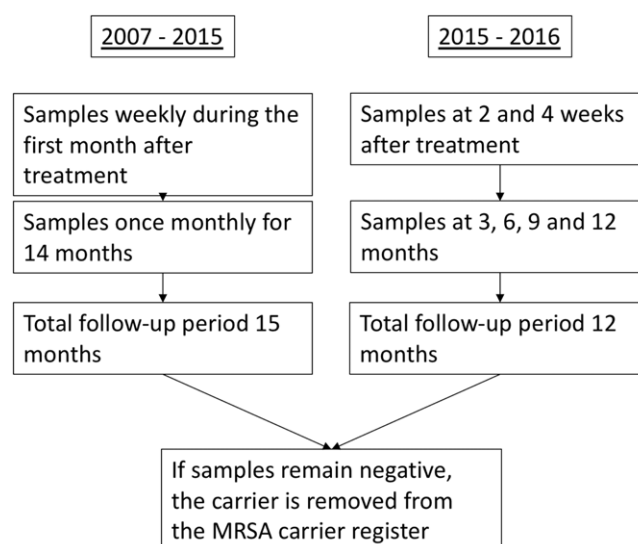 2007 - 2015
Samples weekly during the
first month after
treatment
Samples once monthly for
14 months
Total follow-up period 15
months
2015 - 2016
Samples at 2 and 4 weeks
after treatment
Samples at 3, 6, 9 and 12
months
Total follow-up period 12
months
If samples remain negative,
the carrier is removed from
the MRSA carrier register